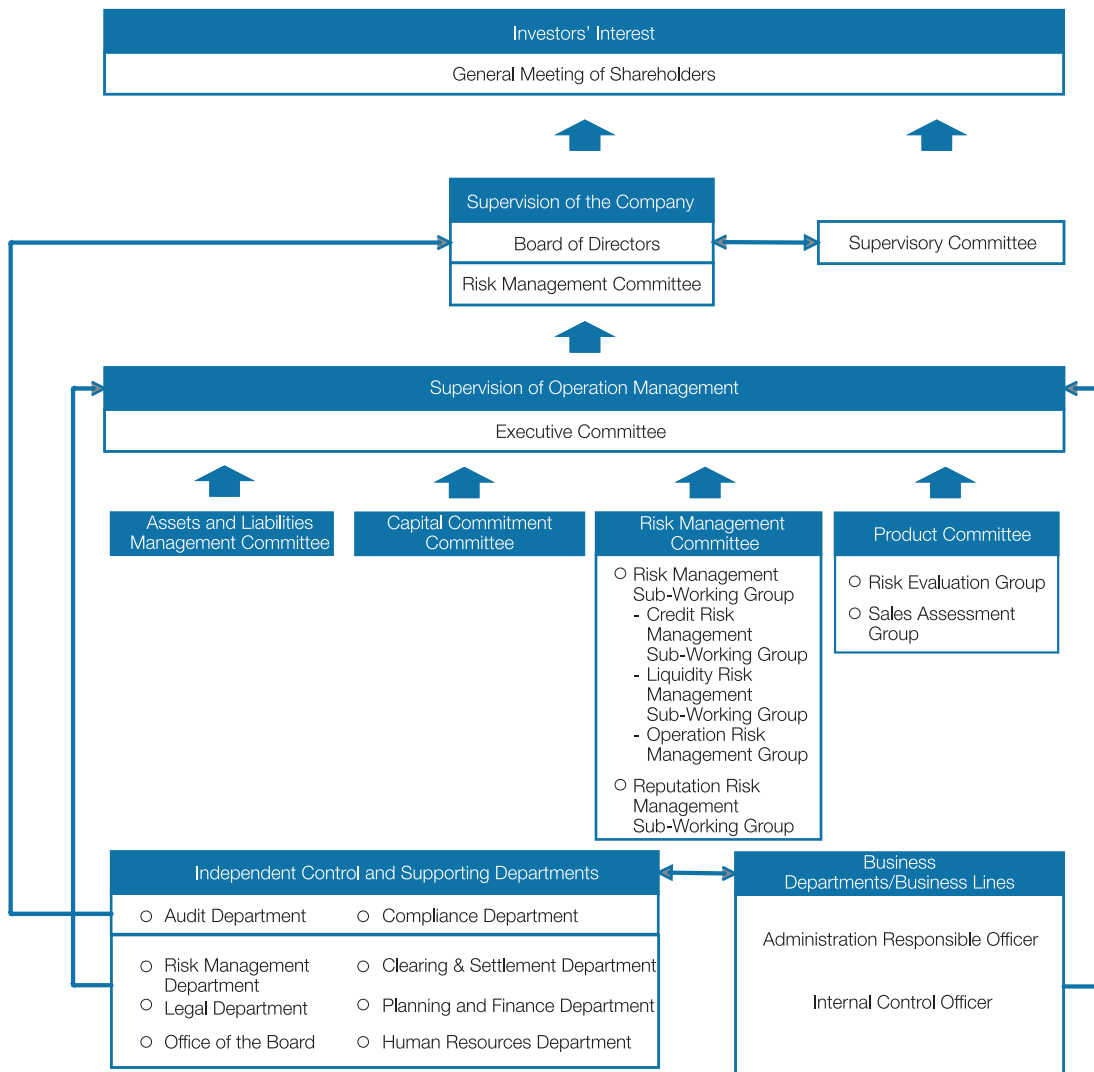 Investors’ Interest
General Meeting of Shareholders
Supervision of the Company
Board of Directors
Risk Management Committee
Supervisory Committee
Supervision of Operation Management
Executive Committee
Assets and Liabilities
Management Committee
Capital Commitment
Committee
Risk Management
Committee
○ Risk Management
Sub-Working Group
- Credit Risk
Management
Sub-Working Group
- Liquidity Risk
Management
Sub-Working Group
- Operation Risk
Management Group
○ Reputation Risk
Management
Sub-Working Group
Product Committee
○ Risk Evaluation Group
○ Sales Assessment
Group
Independent Control and Supporting Departments
○ Audit Department
○ Compliance Department
○ Risk Management
Department
○ Clearing & Settlement Department
○ Legal Department
○ Planning and Finance Department
○ Office of the Board
○ Human Resources Department
Business
Departments/Business Lines
Administration Responsible Officer
Internal Control Officer